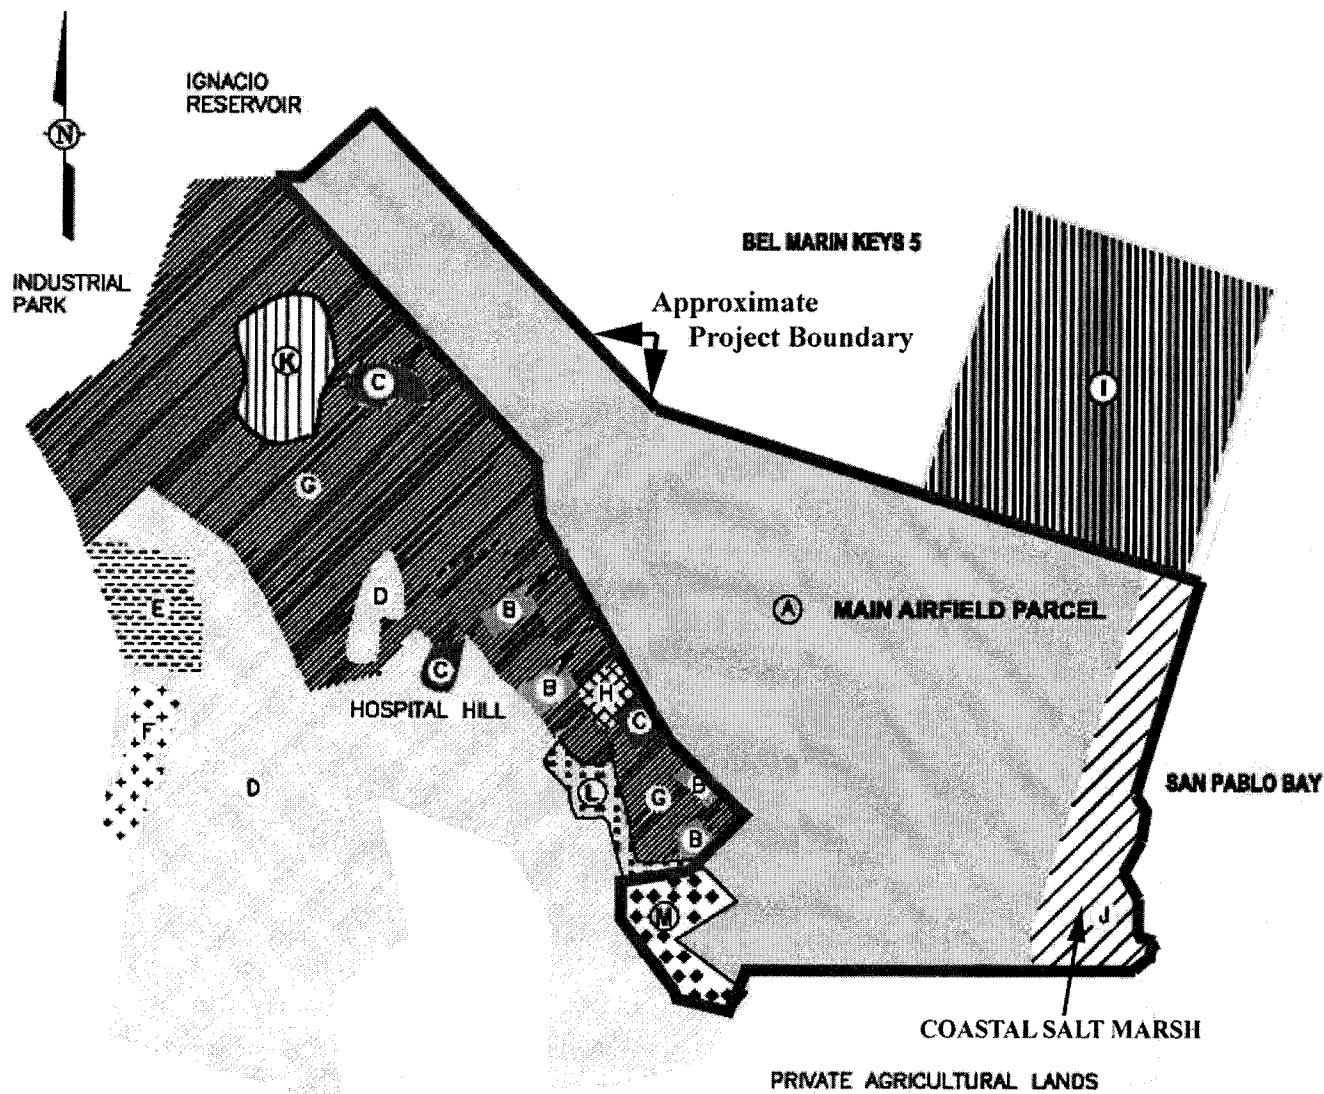 IGNACIO
RESERVOIR
N
BEL MARIN KEYS 5
INDUSTRIAL
PARK
Approximate
Project Boundary
K
C
I
G
D
B
E
A MAIN AIRFIELD PARCEL
C
B
H
HOSPITAL HILL
C
F
D
L
G
B
SAN PABLO BAY
B
M
J
COASTAL SALT MARSH
PRIVATE AGRICULTURAL LANDS